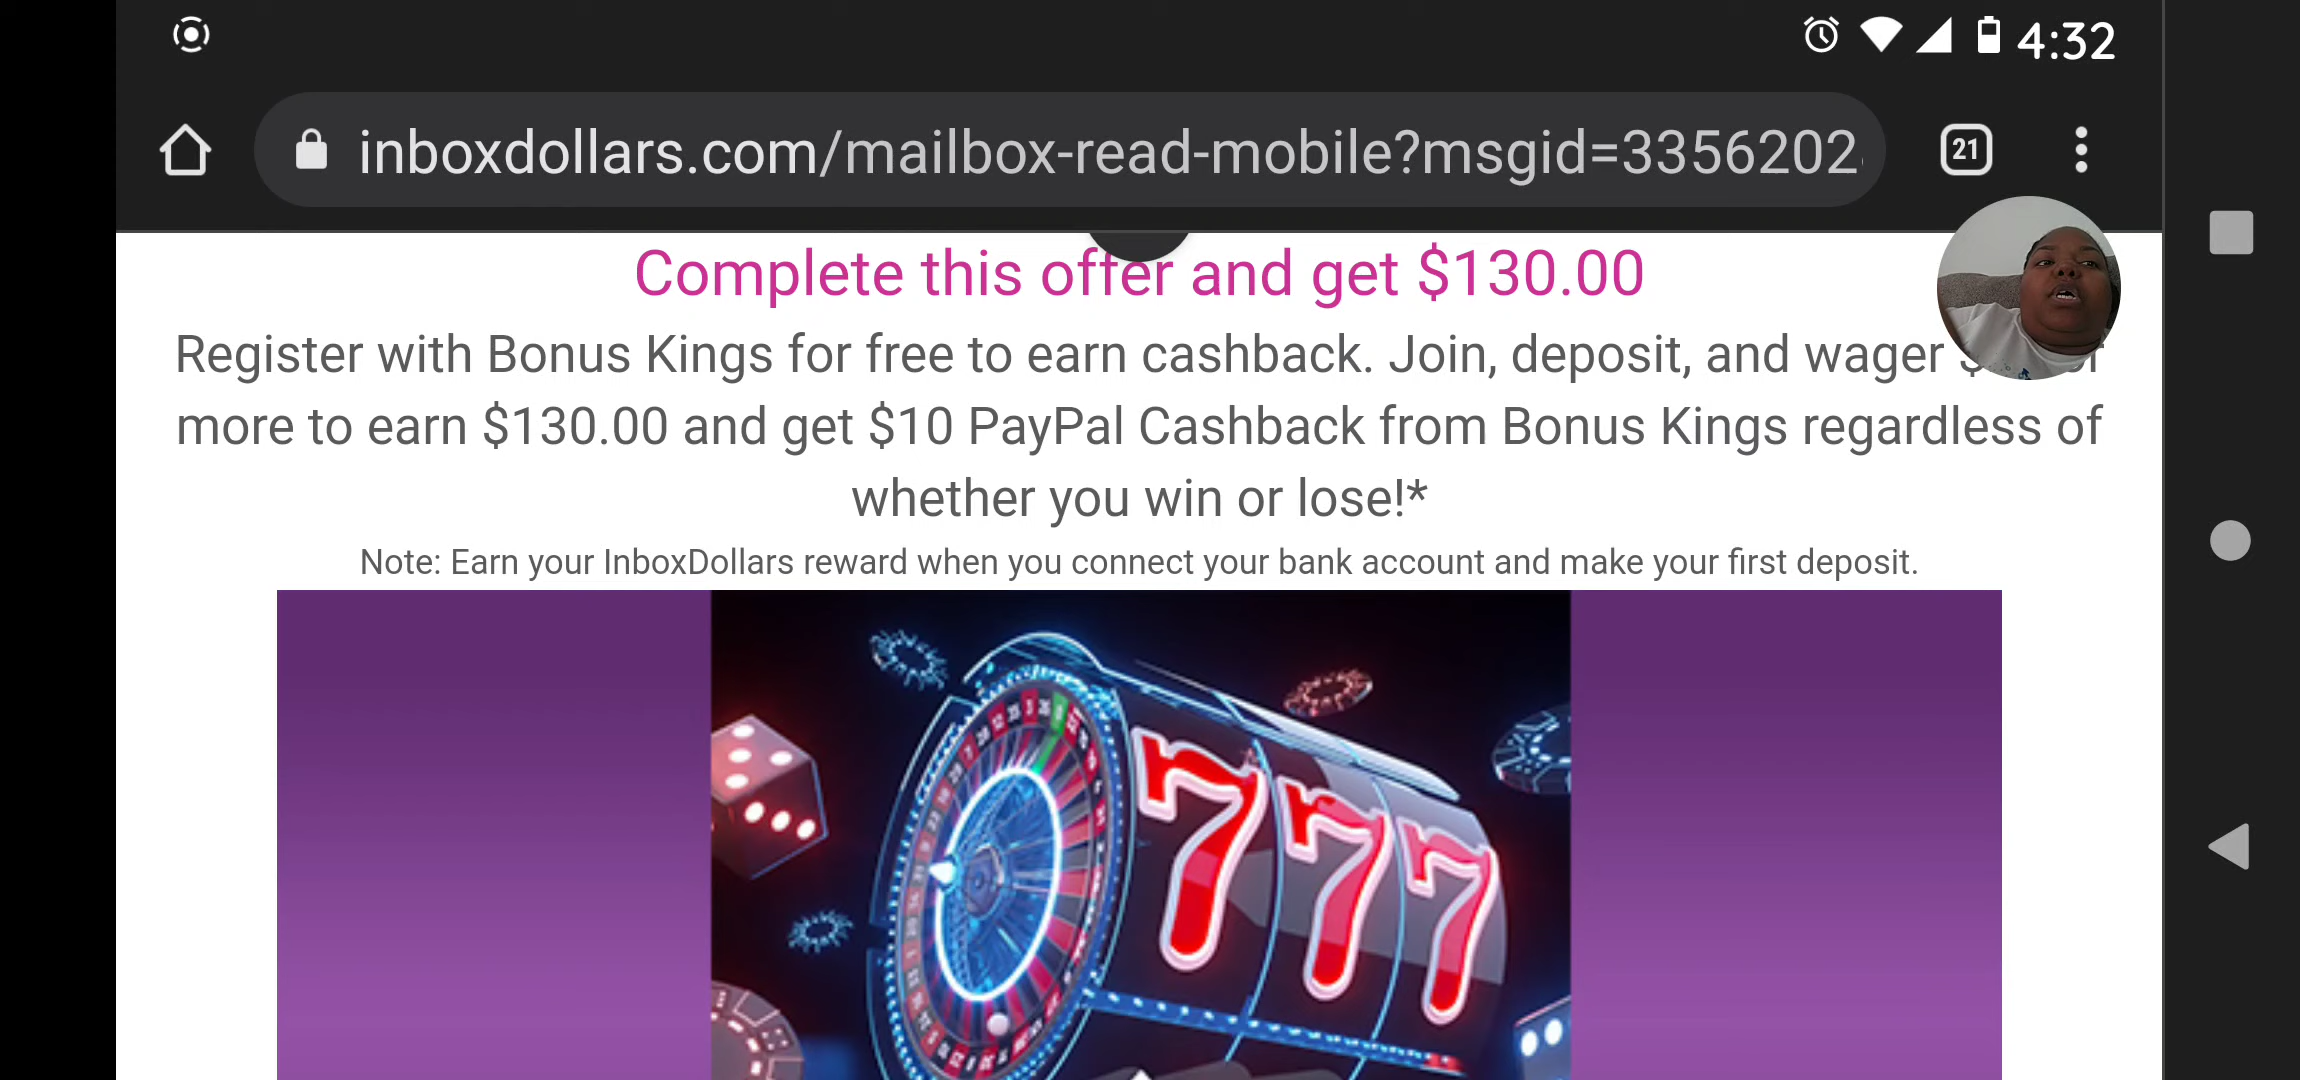 4:32
inboxdollars.com/mailbox-read-mobile?msgid=3356202
21
Complete this offer and get $130.00
Register with Bonus Kings for free to earn cashback. Join, deposit, and wager
more to earn $130.00 and get $10 PayPal Cashback from Bonus Kings regardless of
whether you win or lose!*
Note: Earn your InboxDollars reward when you connect your bank account and make your first deposit.
777